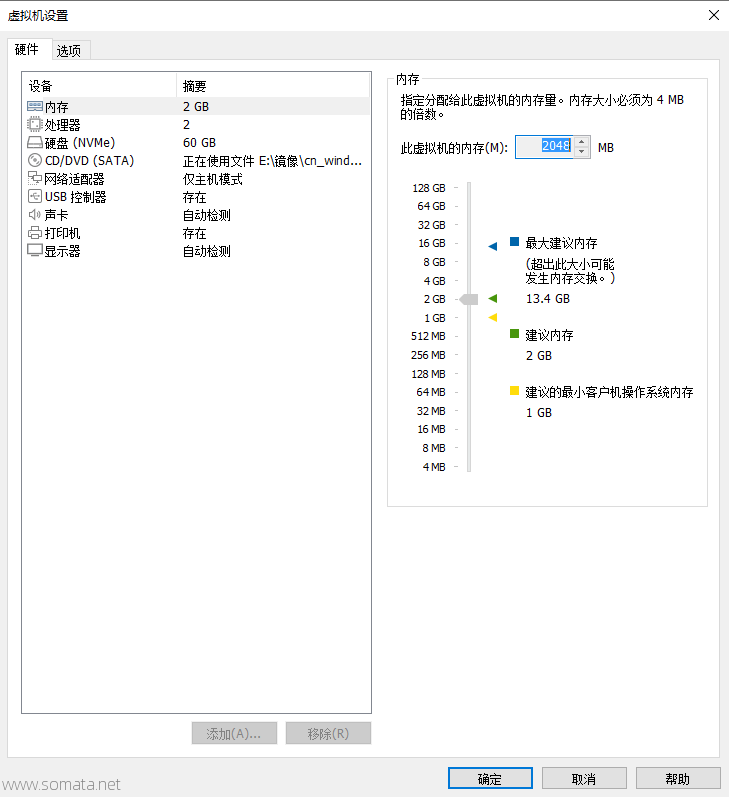 虚拟机设置
硬件 选项
设备 摘要
内存 2 GB
处理器 2
硬盘 (NVMe) 60 GB
CD/DVD (SATA) 正在使用文件 E:\镜像\cn_wind...
网络适配器 仅主机模式
USB 控制器 存在
声卡 自动检测
打印机 存在
显示器 自动检测
添加(A)... 移除(R)
内存
指定分配给此虚拟机的内存量。内存大小必须为 4 MB
的倍数。
此虚拟机的内存(M): 2048 MB
128 GB
64 GB
32 GB
16 GB
8 GB
4 GB
2 GB
1 GB
512 MB
256 MB
128 MB
64 MB
32 MB
16 MB
8 MB
4 MB
最大建议内存
(超出此大小可能
发生内存交换。)
13.4 GB
建议内存
2 GB
建议的最小客户机操作系统内存
1 GB
确定 取消 帮助
www.somata.net